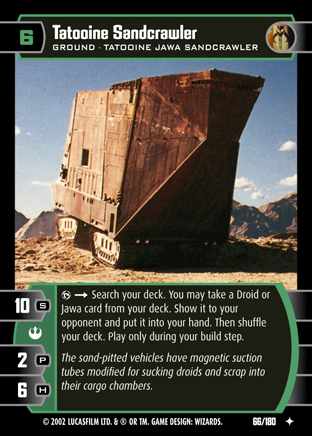 6
Tatooine Sandcrawler
GROUND · TATOOINE JAWA SANDCRAWLER
10 S
→ Search your deck. You may take a Droid or
Jawa card from your deck. Show it to your
opponent and put it into your hand. Then shuffle
your deck. Play only during your build step.
2 P
The sand-pitted vehicles have magnetic suction
tubes modified for sucking droids and scrap into
their cargo chambers.
6 H
© 2002 LUCASFILM LTD. & ® OR TM. GAME DESIGN: WIZARDS.
66/180